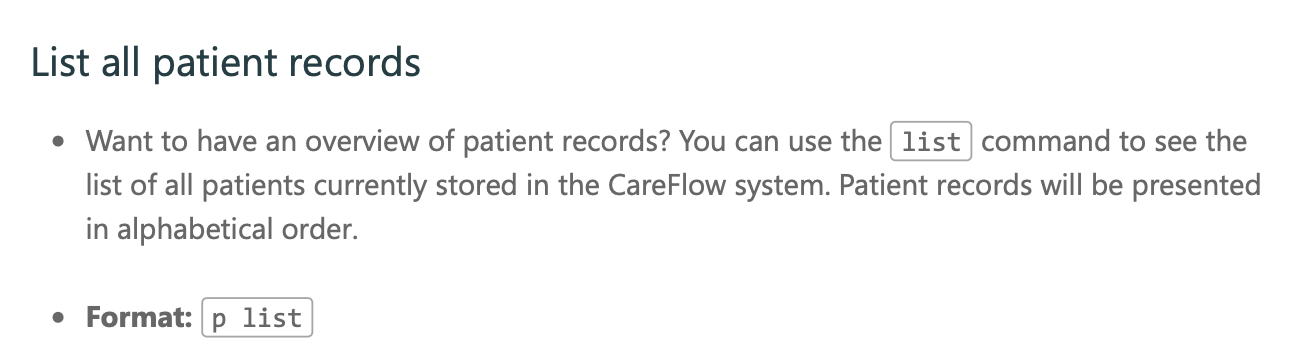 List all patient records
• Want to have an overview of patient records? You can use the list command to see the
list of all patients currently stored in the CareFlow system. Patient records will be presented
in alphabetical order.
• Format: p list